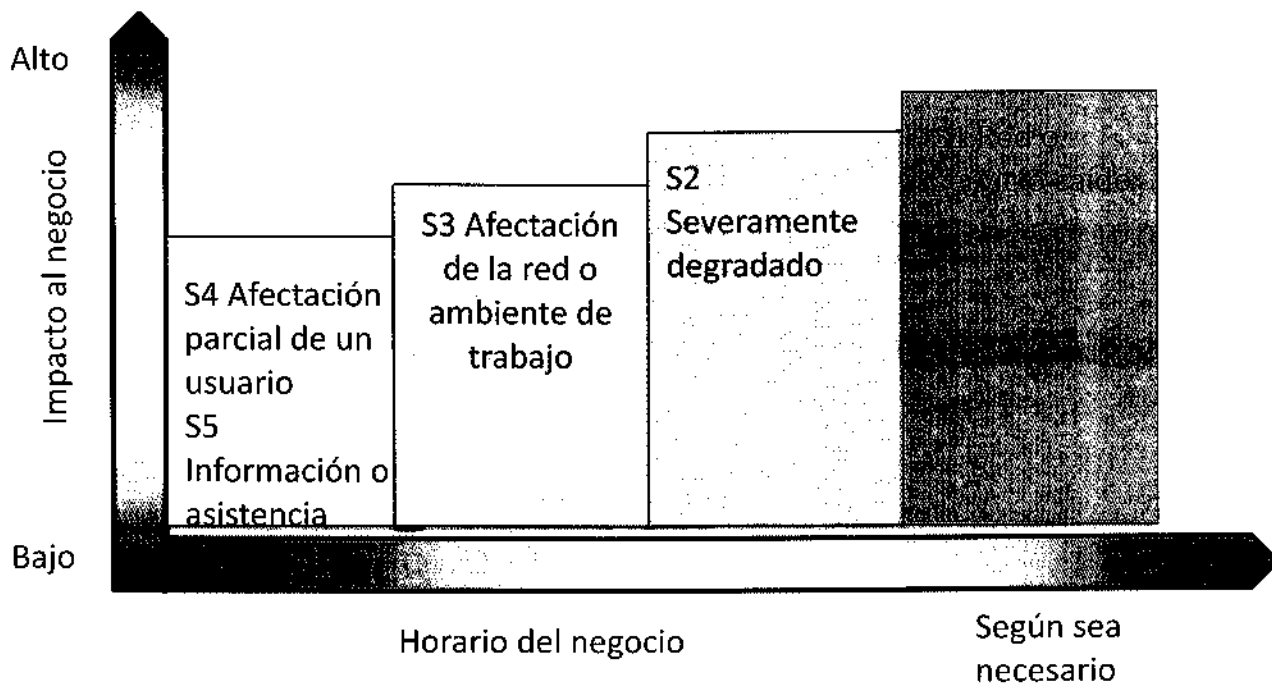 Alto
Impacto al negocio
S4 Afectación
parcial de un
usuario
S5
Información o
asistencia
S3 Afectación
de la red o
ambiente de
trabajo
S2
Severamente
degradado
Bajo
Horario del negocio
Según sea
necesario